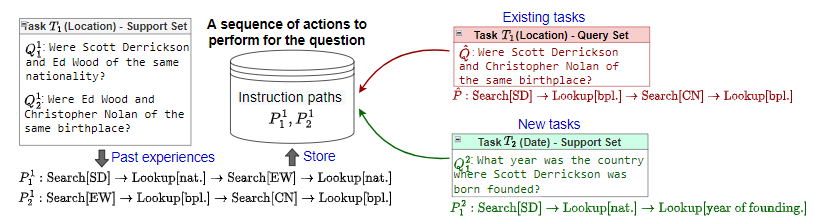 Task T₁ (Location) - Support Set
Q₁¹: Were Scott Derrickson
and Ed Wood of the same
nationality?
Q₂¹: Were Ed Wood and
Christopher Nolan of the
same birthplace?
Past experiences
P₁¹ : Search[SD] → Lookup[nat.] → Search[EW] → Lookup[nat.]
P₂¹ : Search[EW] → Lookup[bpl.] → Search[CN] → Lookup[bpl.]
A sequence of actions to
perform for the question
Instruction paths
P₁¹, P₂¹
Store
Existing tasks
Task T₁(Location) - Query Set
Q̂: Were Scott Derrickson
and Christopher Nolan of
the same birthplace?
P̂ : Search[SD] → Lookup[bpl.] → Search[CN] → Lookup[bpl.]
New tasks
Task T₂ (Date) - Support Set
Q₁²: What year was the country
where Scott Derrickson was
born founded?
P₁² : Search[SD] → Lookup[nat.] → Lookup[year of founding.]